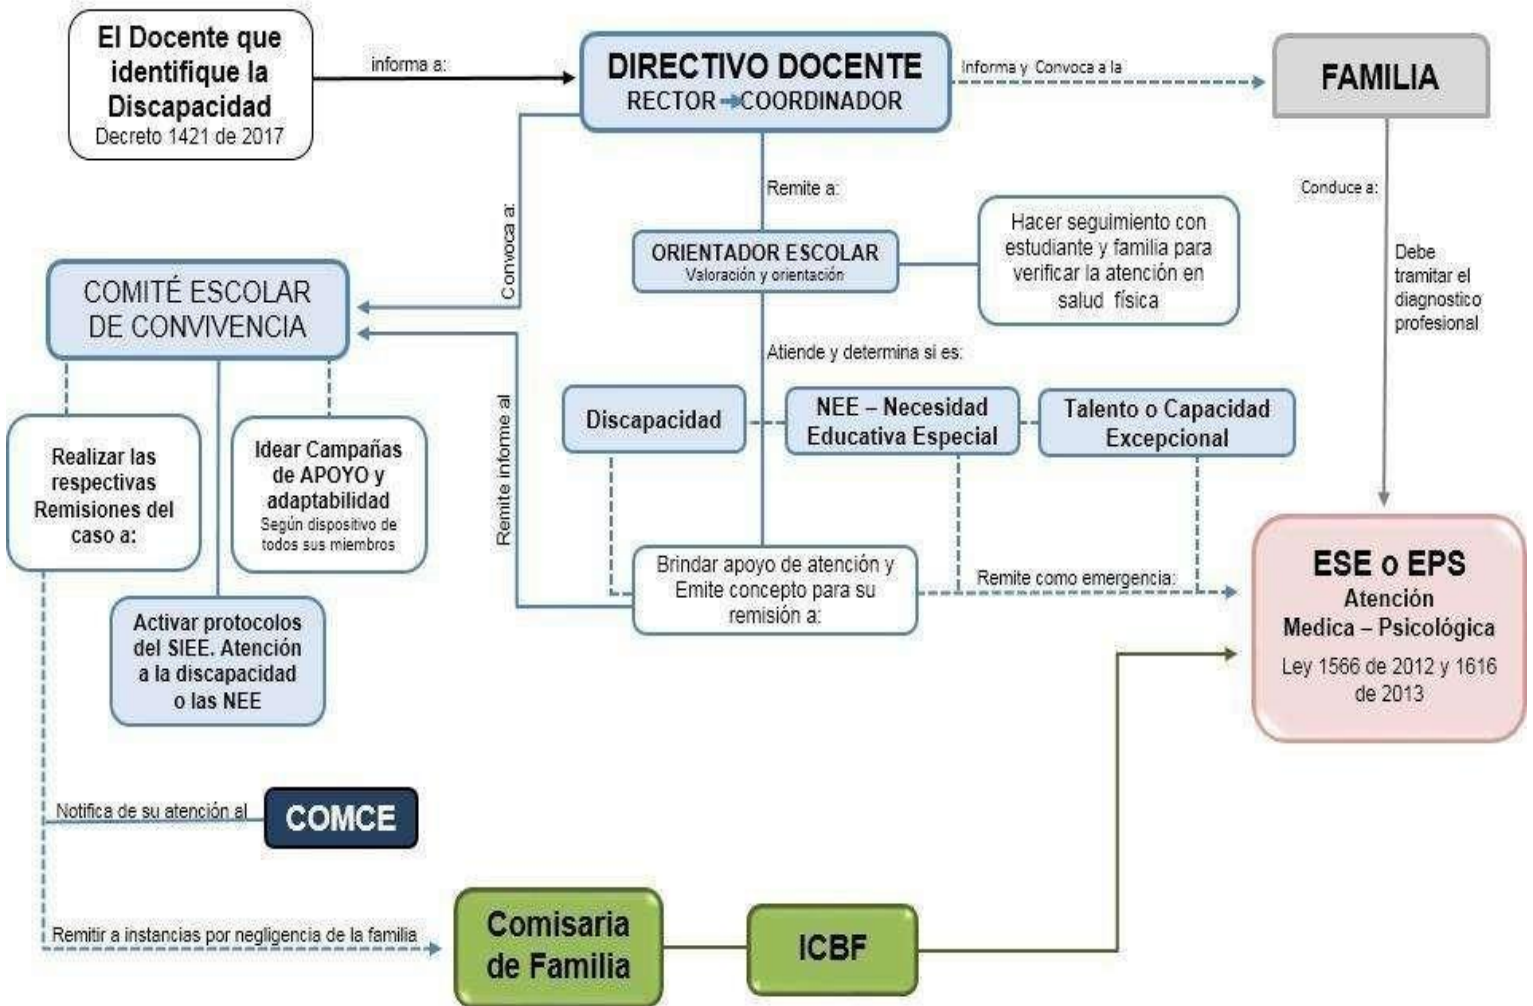 El Docente que
identifique la
Discapacidad
Decreto 1421 de 2017
informa a:
DIRECTIVO DOCENTE
RECTOR COORDINADOR
Informa y Convoca a la
FAMILIA
Convoca a:
Remite a:
Conduce a:
ORIENTADOR ESCOLAR
Valoración y orientación
Hacer seguimiento con
estudiante y familia para
verificar la atención en
salud física
Debe
tramitar el
diagnostico
profesional
COMITÉ ESCOLAR
DE CONVIVENCIA
Atiende y determina si es:
Remite informe al
Discapacidad
NEE – Necesidad
Educativa Especial
Talento o Capacidad
Excepcional
Realizar las
respectivas
Remisiones del
caso a:
Idear Campañas
de APOYO y
adaptabilidad
Según dispositivo de
todos sus miembros
Activar protocolos
del SIEE. Atención
a la discapacidad
o las NEE
Brindar apoyo de atención y
Emite concepto para su
remisión a:
Remite como emergencia:
ESE o EPS
Atención
Medica – Psicológica
Ley 1566 de 2012 y 1616
de 2013
Notifica de su atención al
COMCE
Remitir a instancias por negligencia de la familia
Comisaria
de Familia
ICBF